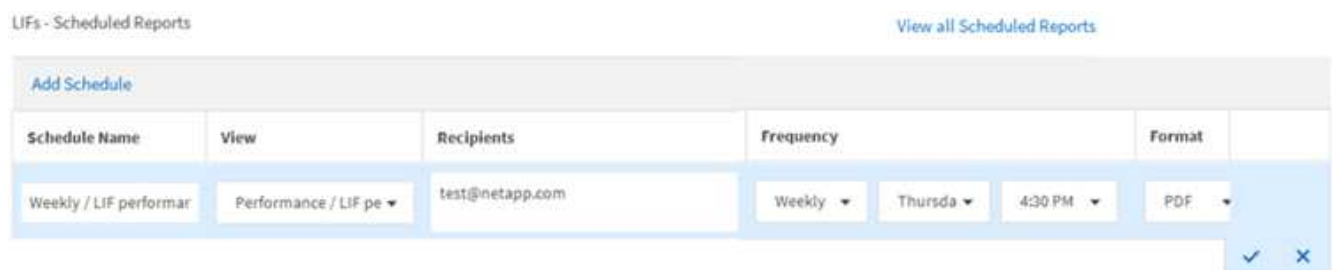 LIFs - Scheduled Reports View all Scheduled Reports
Add Schedule
Schedule Name View Recipients Frequency Format
Weekly / LIF performar Performance / LIF pe test@netapp.com Weekly Thursda 4:30 PM PDF